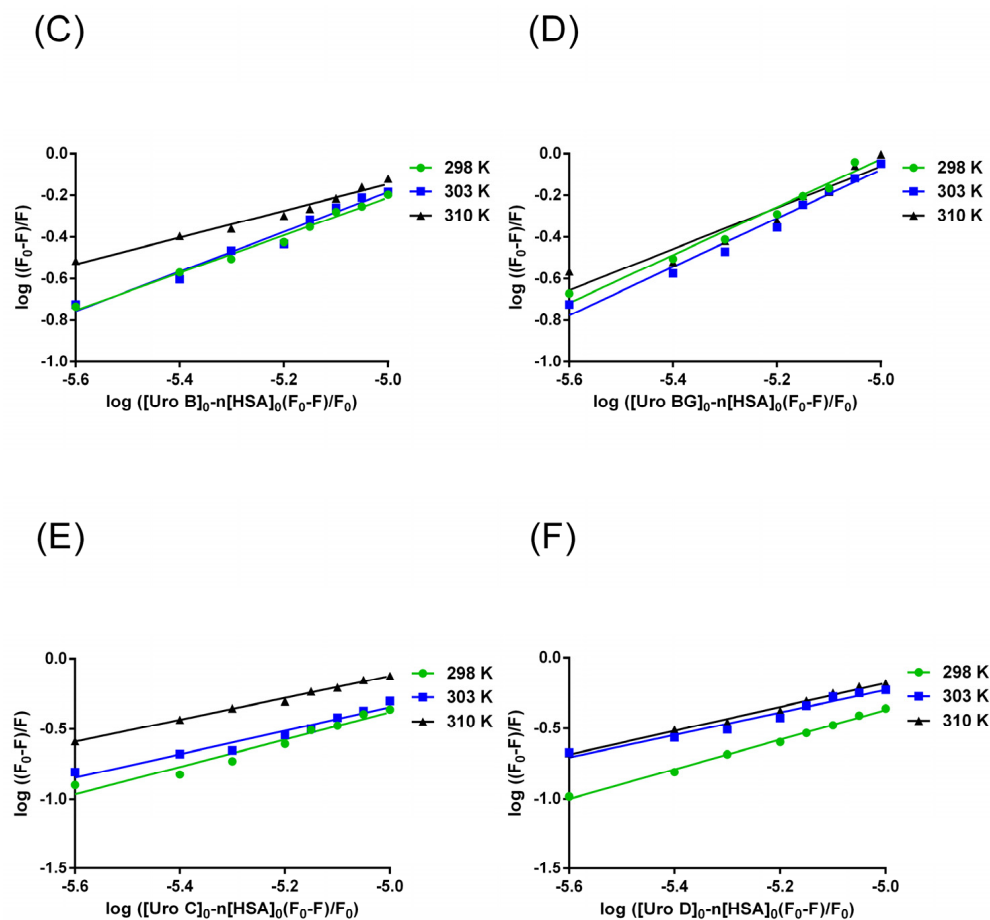 (C)
(D)
0.0
-0.2
-0.4
-0.6
-0.8
-1.0
log ((F₀-F)/F)
298 K
303 K
310 K
-5.6
-5.4
-5.2
-5.0
log ([Uro B]₀-n[HSA]₀(F₀-F)/F₀)
0.0
-0.2
-0.4
-0.6
-0.8
-1.0
log ((F₀-F)/F)
298 K
303 K
310 K
-5.6
-5.4
-5.2
-5.0
log ([Uro BG]₀-n[HSA]₀(F₀-F)/F₀)
(E)
(F)
0.0
-0.5
-1.0
-1.5
log ((F₀-F)/F)
298 K
303 K
310 K
-5.6
-5.4
-5.2
-5.0
log ([Uro C]₀-n[HSA]₀(F₀-F)/F₀)
0.0
-0.5
-1.0
-1.5
log ((F₀-F)/F)
298 K
303 K
310 K
-5.6
-5.4
-5.2
-5.0
log ([Uro D]₀-n[HSA]₀(F₀-F)/F₀)